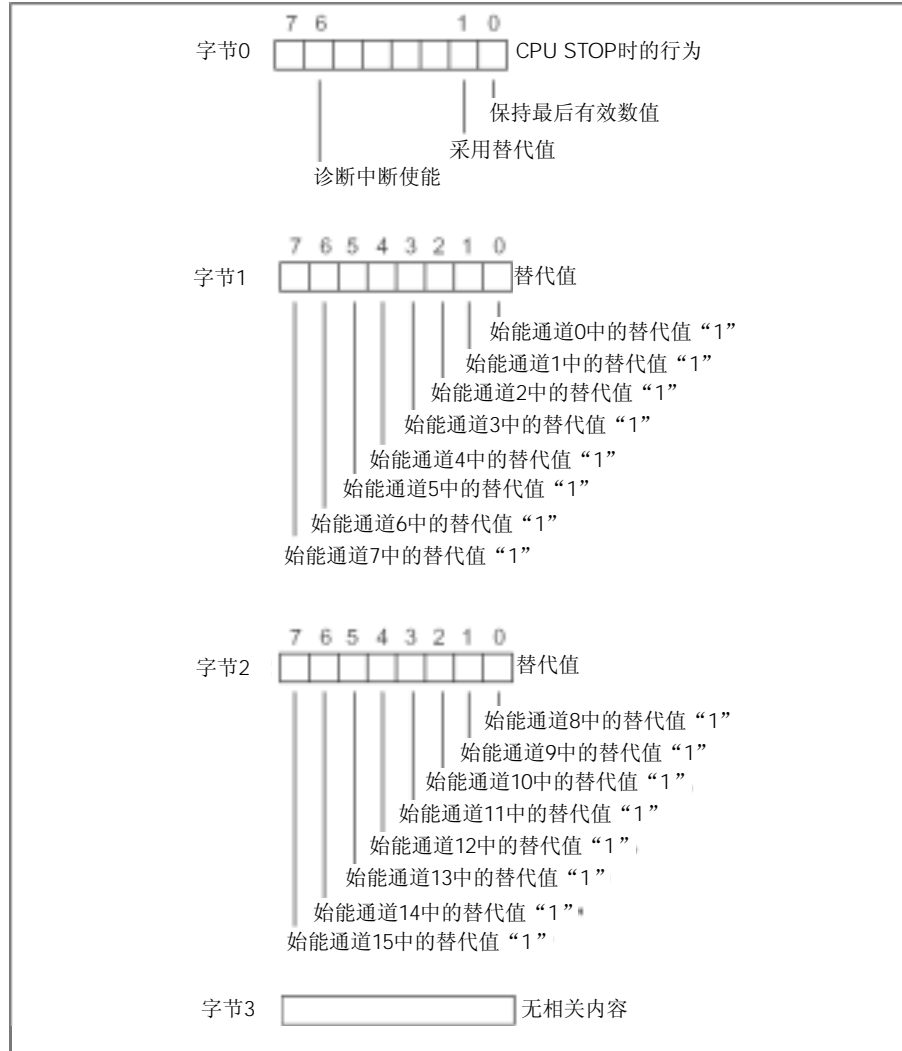 7 6 1 0
字节0 CPU STOP时的行为
保持最后有效数值
采用替代值
诊断中断使能
7 6 5 4 3 2 1 0
字节1 替代值
始能通道0中的替代值“1”
始能通道1中的替代值“1”
始能通道2中的替代值“1”
始能通道3中的替代值“1”
始能通道4中的替代值“1”
始能通道5中的替代值“1”
始能通道6中的替代值“1”
始能通道7中的替代值“1”
7 6 5 4 3 2 1 0
字节2 替代值
始能通道8中的替代值“1”
始能通道9中的替代值“1”
始能通道10中的替代值“1”
始能通道11中的替代值“1”
始能通道12中的替代值“1”
始能通道13中的替代值“1”
始能通道14中的替代值“1”
始能通道15中的替代值“1”
字节3 无相关内容